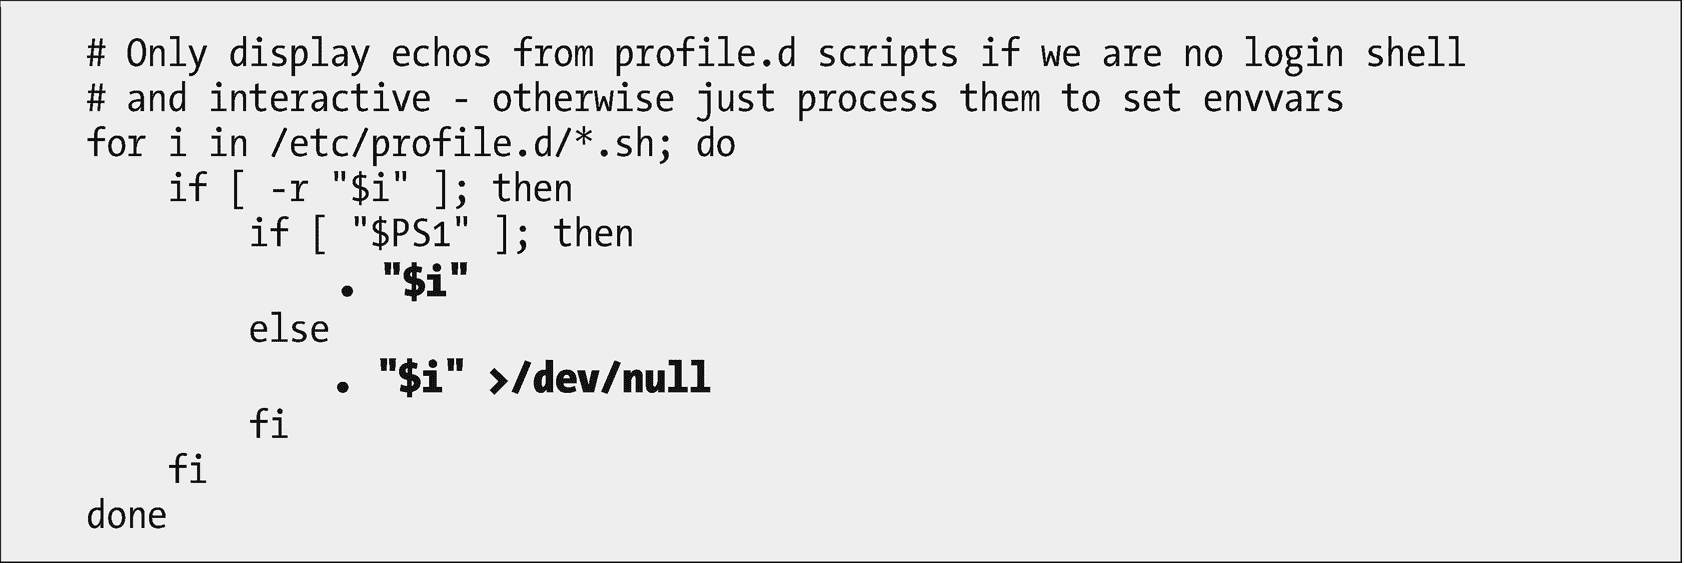 # Only display echos from profile.d scripts if we are no login shell
# and interactive - otherwise just process them to set envvars
for i in /etc/profile.d/*.sh; do
    if [ -r "$i" ]; then
        if [ "$PS1" ]; then
            . "$i"
        else
            . "$i" >/dev/null
        fi
    fi
done